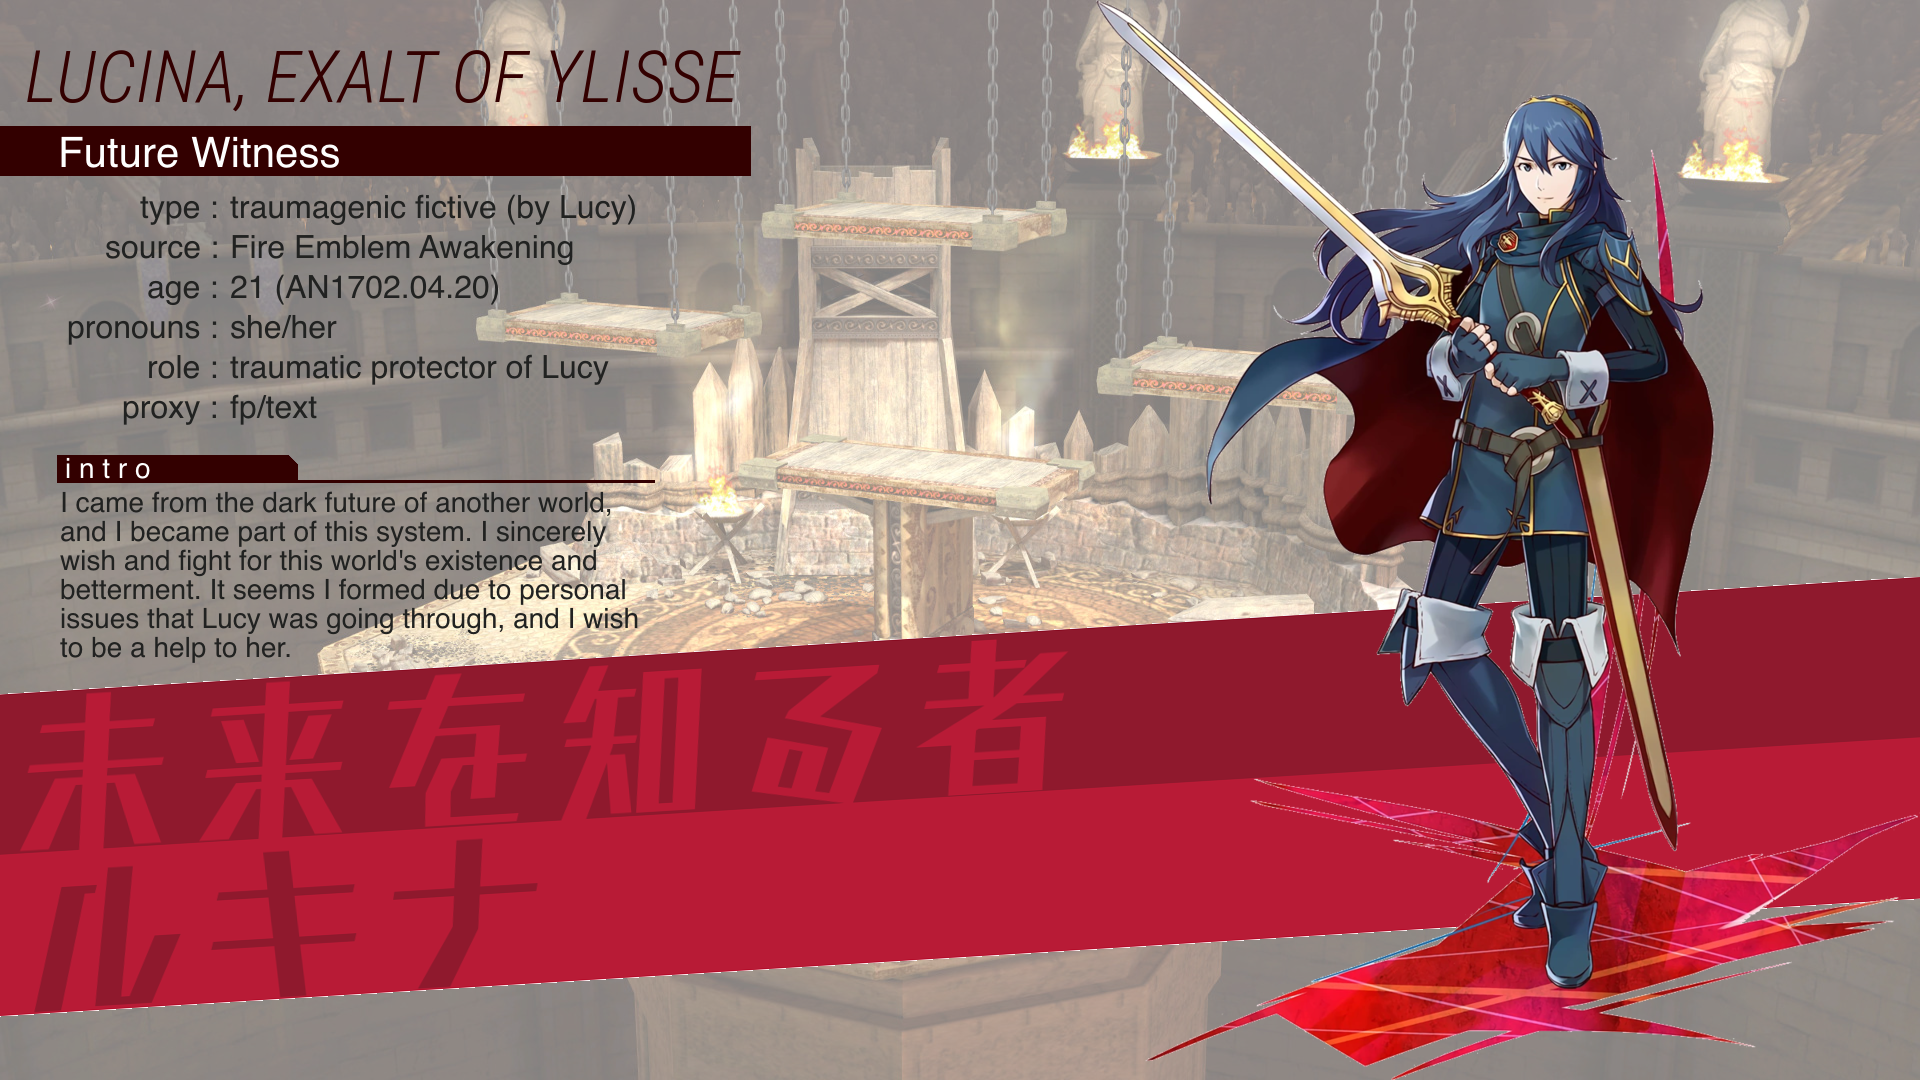 LUCINA, EXALT OF YLISSE
Future Witness
type : traumagenic fictive (by Lucy)
source : Fire Emblem Awakening
age : 21 (AN1702.04.20)
pronouns : she/her
role : traumatic protector of Lucy
proxy : fp/text
intro
I came from the dark future of another world,
and I became part of this system. I sincerely
wish and fight for this world's existence and
betterment. It seems I formed due to personal
issues that Lucy was going through, and I wish
to be a help to her.
未来を知る者
ルキナ